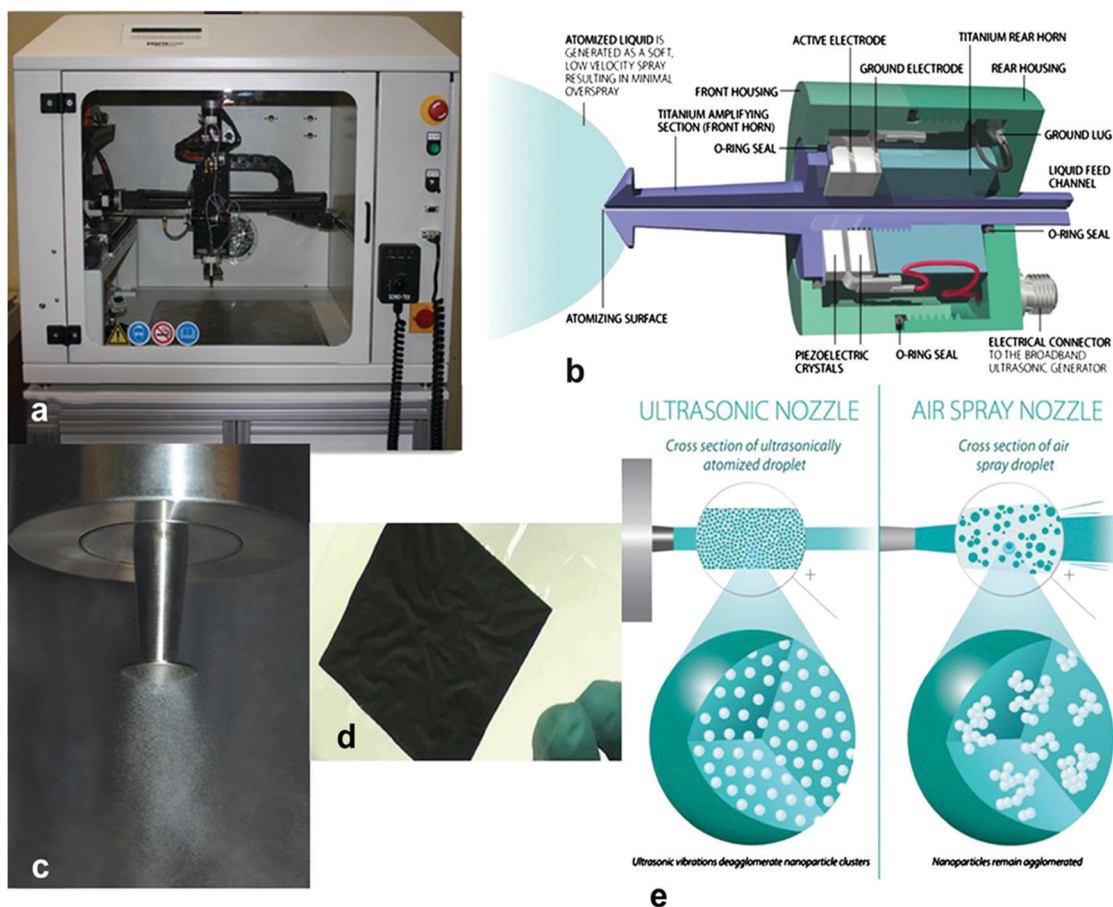 EXACTACOAT
SONO-TEK
a
ATOMIZED LIQUID IS
GENERATED AS A SOFT,
LOW VELOCITY SPRAY
RESULTING IN MINIMAL
OVERSPRAY
ACTIVE ELECTRODE
TITANIUM REAR HORN
GROUND ELECTRODE
REAR HOUSING
FRONT HOUSING
TITANIUM AMPLIFYING
SECTION (FRONT HORN)
GROUND LUG
O-RING SEAL
LIQUID FEED
CHANNEL
O-RING SEAL
ATOMIZING SURFACE
PIEZOELECTRIC
CRYSTALS
O-RING SEAL
ELECTRICAL CONNECTOR
TO THE BROADBAND
ULTRASONIC GENERATOR
b
c
d
ULTRASONIC NOZZLE
Cross section of ultrasonically
atomized droplet
Ultrasonic vibrations deagglomerate nanoparticle clusters
AIR SPRAY NOZZLE
Cross section of air
spray droplet
Nanoparticles remain agglomerated
e